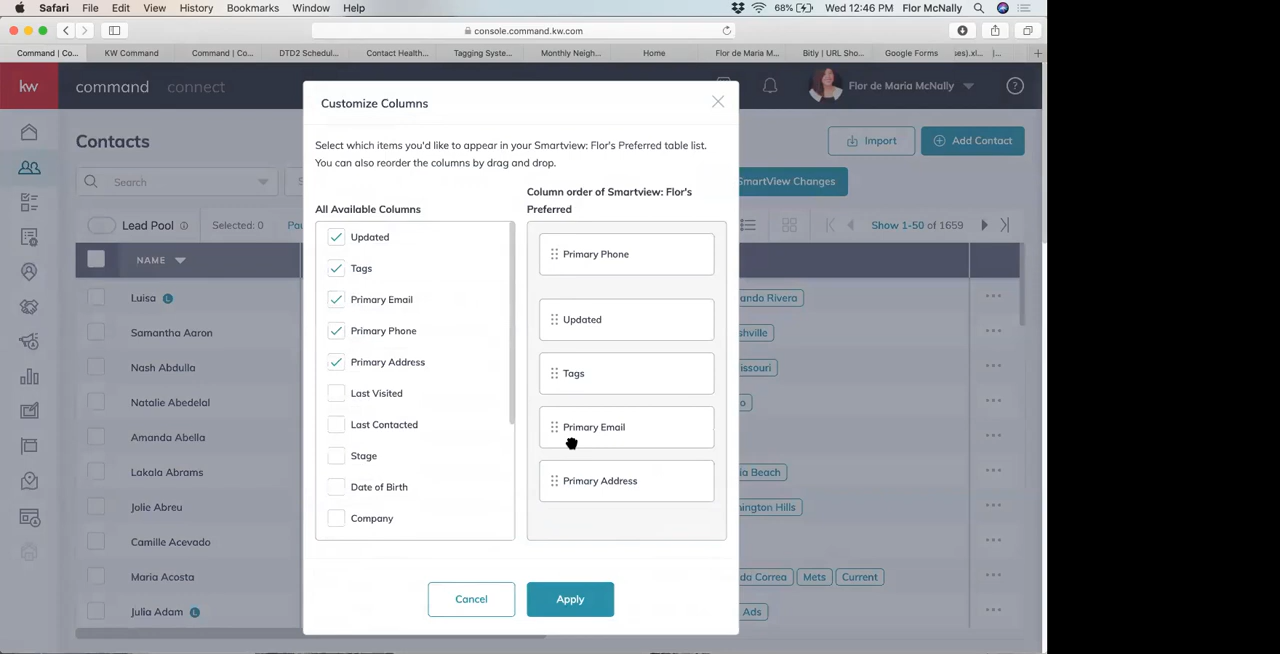 Safari File Edit View History Bookmarks Window Help
68% Wed 12:46 PM Flor McNally
console.command.kw.com
Command | Co... KW Command Command | Co... DTD2 Schedul... Contact Health... Tagging Syste... Monthly Neigh... Home Flor de Maria M... Bitly | URL Sho... Google Forms ses).xl... |...
kw command connect
Flor de Maria McNally
Contacts
Import
Add Contact
Search
S
SmartView Changes
Lead Pool
Selected: 0
Pau
Show 1-50 of 1659
NAME
Luisa L
ando Rivera
Samantha Aaron
shville
Nash Abdulla
issouri
Natalie Abedelal
o
Amanda Abella
Lakala Abrams
ia Beach
Jolie Abreu
nington Hills
Camille Acevado
Maria Acosta
da Correa Mets Current
Julia Adam L
Ads
Customize Columns
Select which items you'd like to appear in your Smartview: Flor's Preferred table list.
You can also reorder the columns by drag and drop.
All Available Columns
Updated
Tags
Primary Email
Primary Phone
Primary Address
Last Visited
Last Contacted
Stage
Date of Birth
Company
Column order of Smartview: Flor's
Preferred
Primary Phone
Updated
Tags
Primary Email
Primary Address
Cancel
Apply